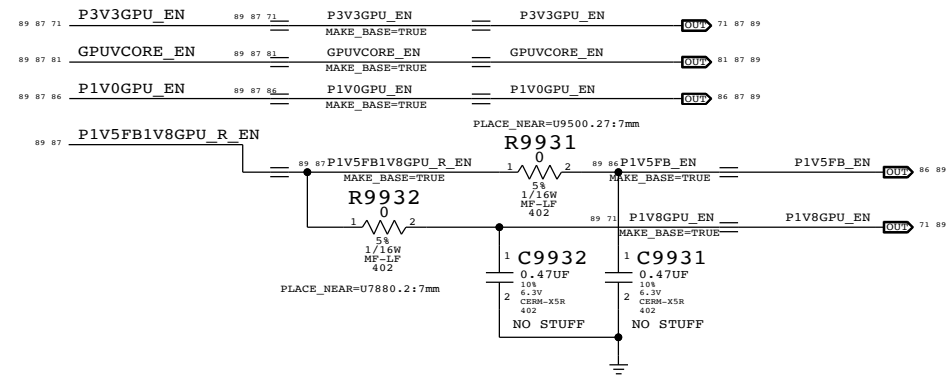 P3V3GPU_EN
89 87 71
89 87 71
P3V3GPU_EN
MAKE_BASE=TRUE
P3V3GPU_EN
OUT
71 87 89
GPUVCORE_EN
89 87 81
89 87 81
GPUVCORE_EN
MAKE_BASE=TRUE
GPUVCORE_EN
OUT
81 87 89
P1V0GPU_EN
89 87 86
89 87 86
P1V0GPU_EN
MAKE_BASE=TRUE
P1V0GPU_EN
OUT
86 87 89
P1V5FB1V8GPU_R_EN
89 87
PLACE_NEAR=U9500.27:7mm
R9931
0
89 87
P1V5FB1V8GPU_R_EN
MAKE_BASE=TRUE
1
2
5%
1/16W
MF-LF
402
89 86
P1V5FB_EN
MAKE_BASE=TRUE
P1V5FB_EN
OUT
86 89
R9932
0
1
2
5%
1/16W
MF-LF
402
PLACE_NEAR=U7880.2:7mm
89 71
P1V8GPU_EN
MAKE_BASE=TRUE
P1V8GPU_EN
OUT
71 89
1
C9932
0.47UF
10%
6.3V
CERM-X5R
402
2
NO STUFF
1
C9931
0.47UF
10%
6.3V
CERM-X5R
402
2
NO STUFF